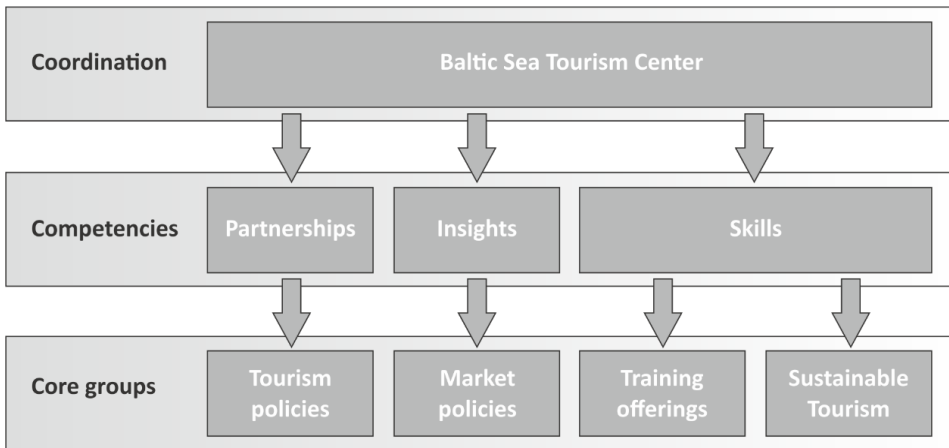 Coordination
Baltic Sea Tourism Center
Competencies
Partnerships
Insights
Skills
Core groups
Tourism
policies
Market
policies
Training
offerings
Sustainable
Tourism